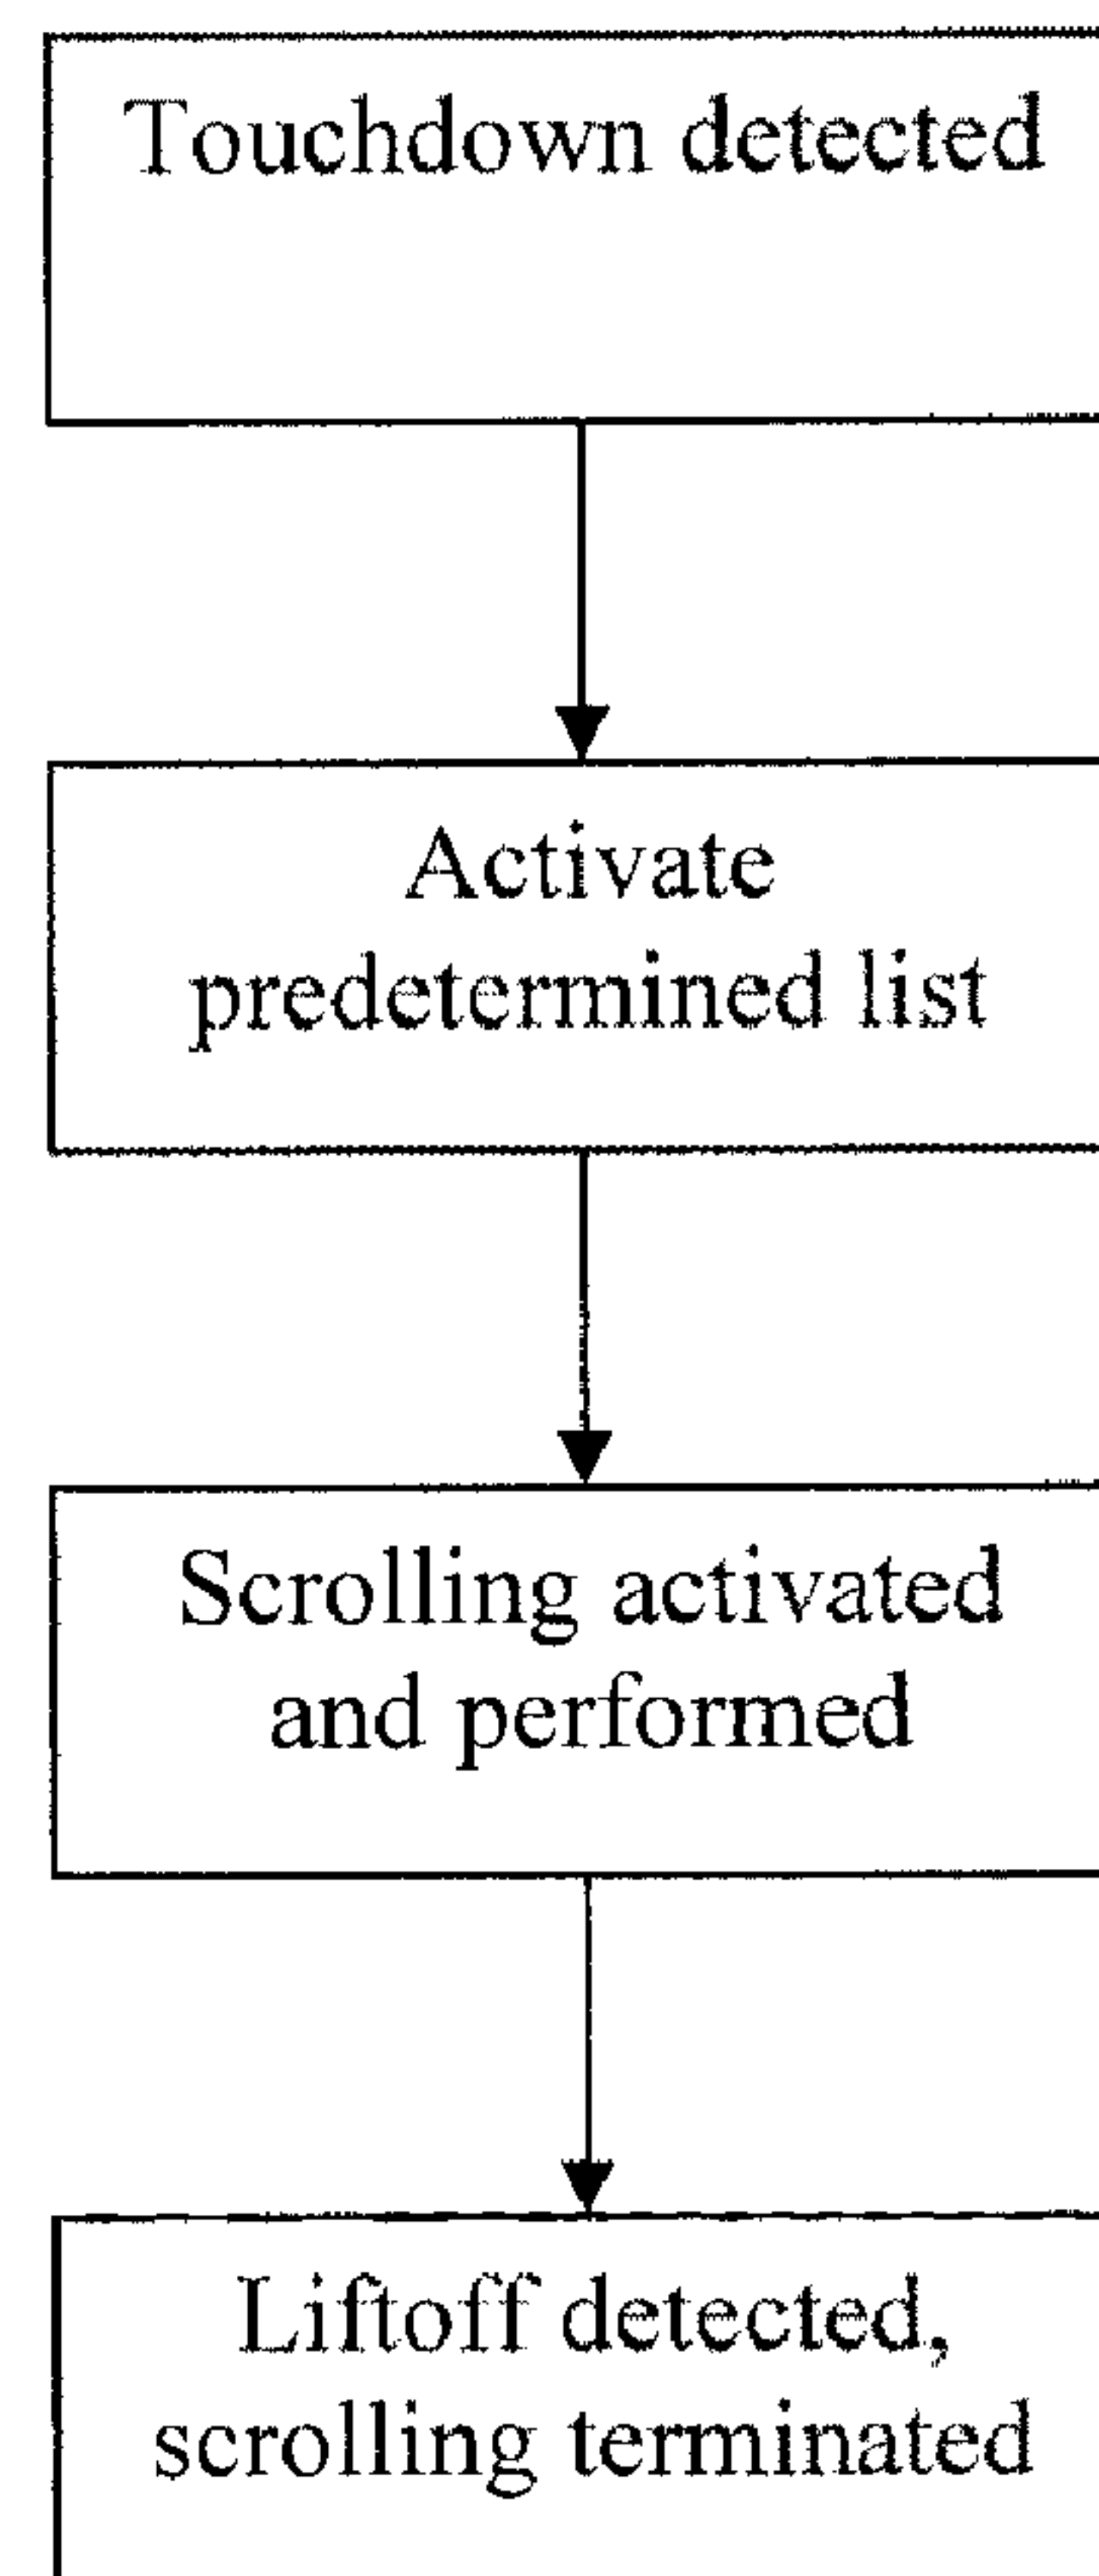 Touchdown detected
Activate
predetermined list
Scrolling activated
and performed
Liftoff detected,
scrolling terminated